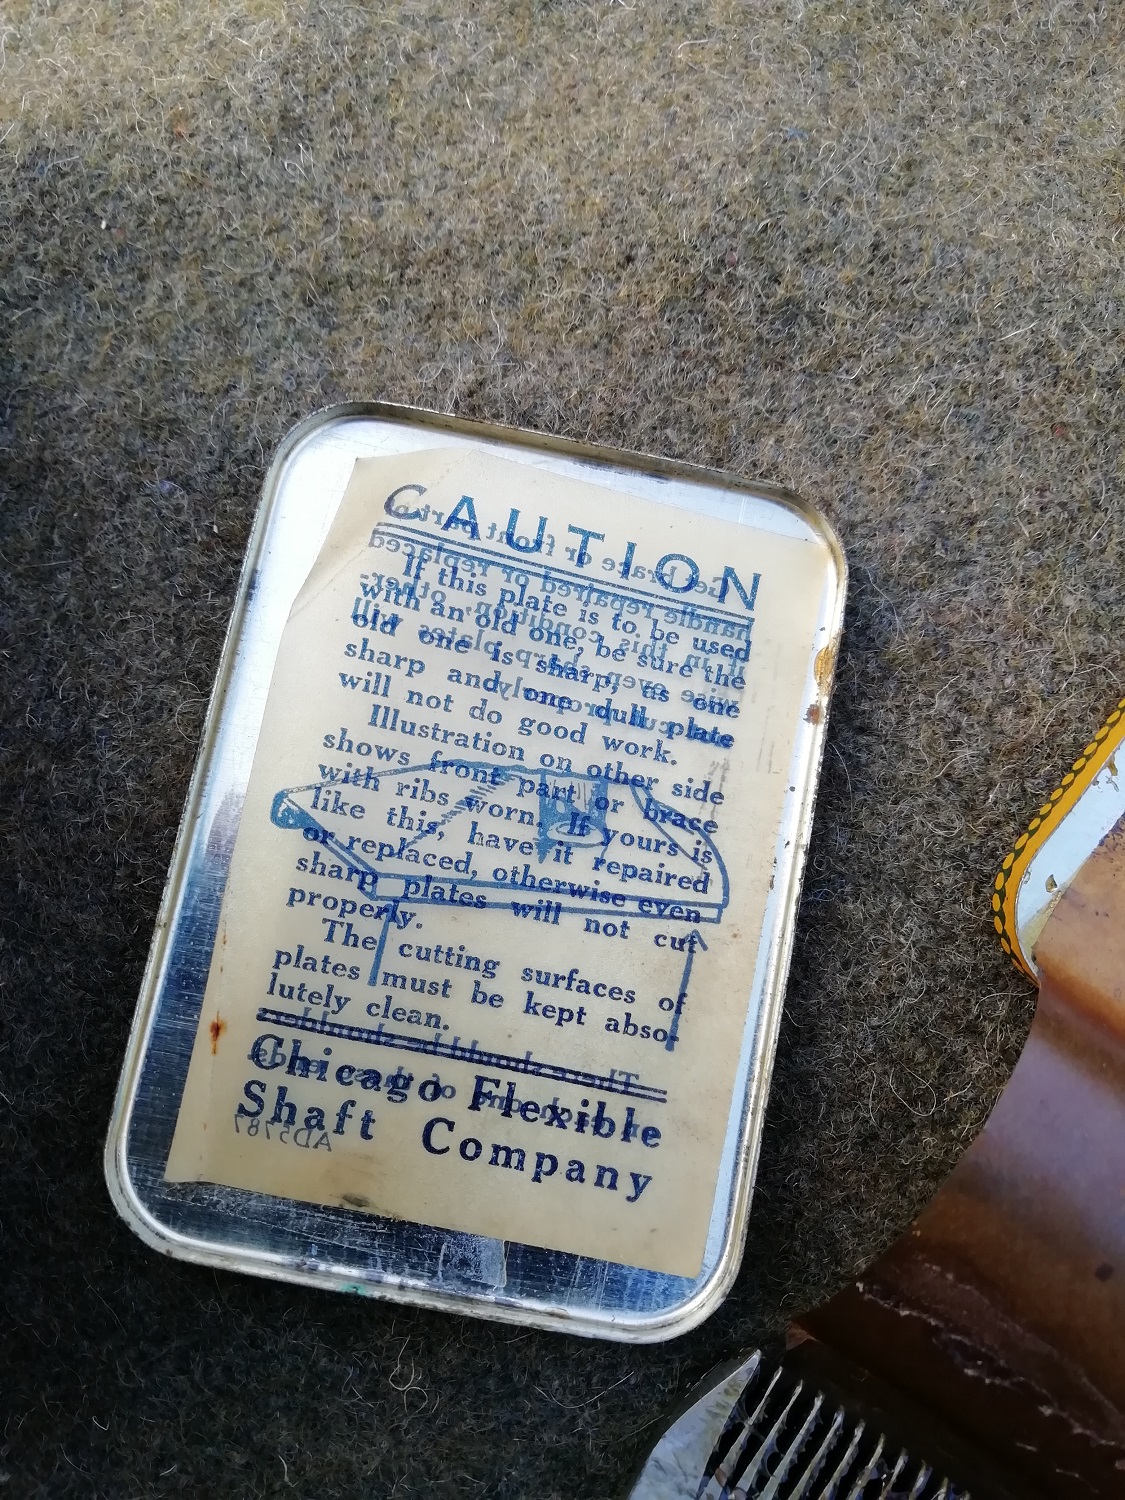 CAUTION
If this plate is to be used
with an old one, be sure the
old one is sharp, as one
sharp and one dull plate
will not do good work.
Illustration on other side
shows front part or brace
with ribs worn. If yours is
like this, have it repaired
or replaced, otherwise even
sharp plates will not cut
properly.
The cutting surfaces of
plates must be kept abso-
lutely clean.
Chicago Flexible
Shaft Company
AD5787